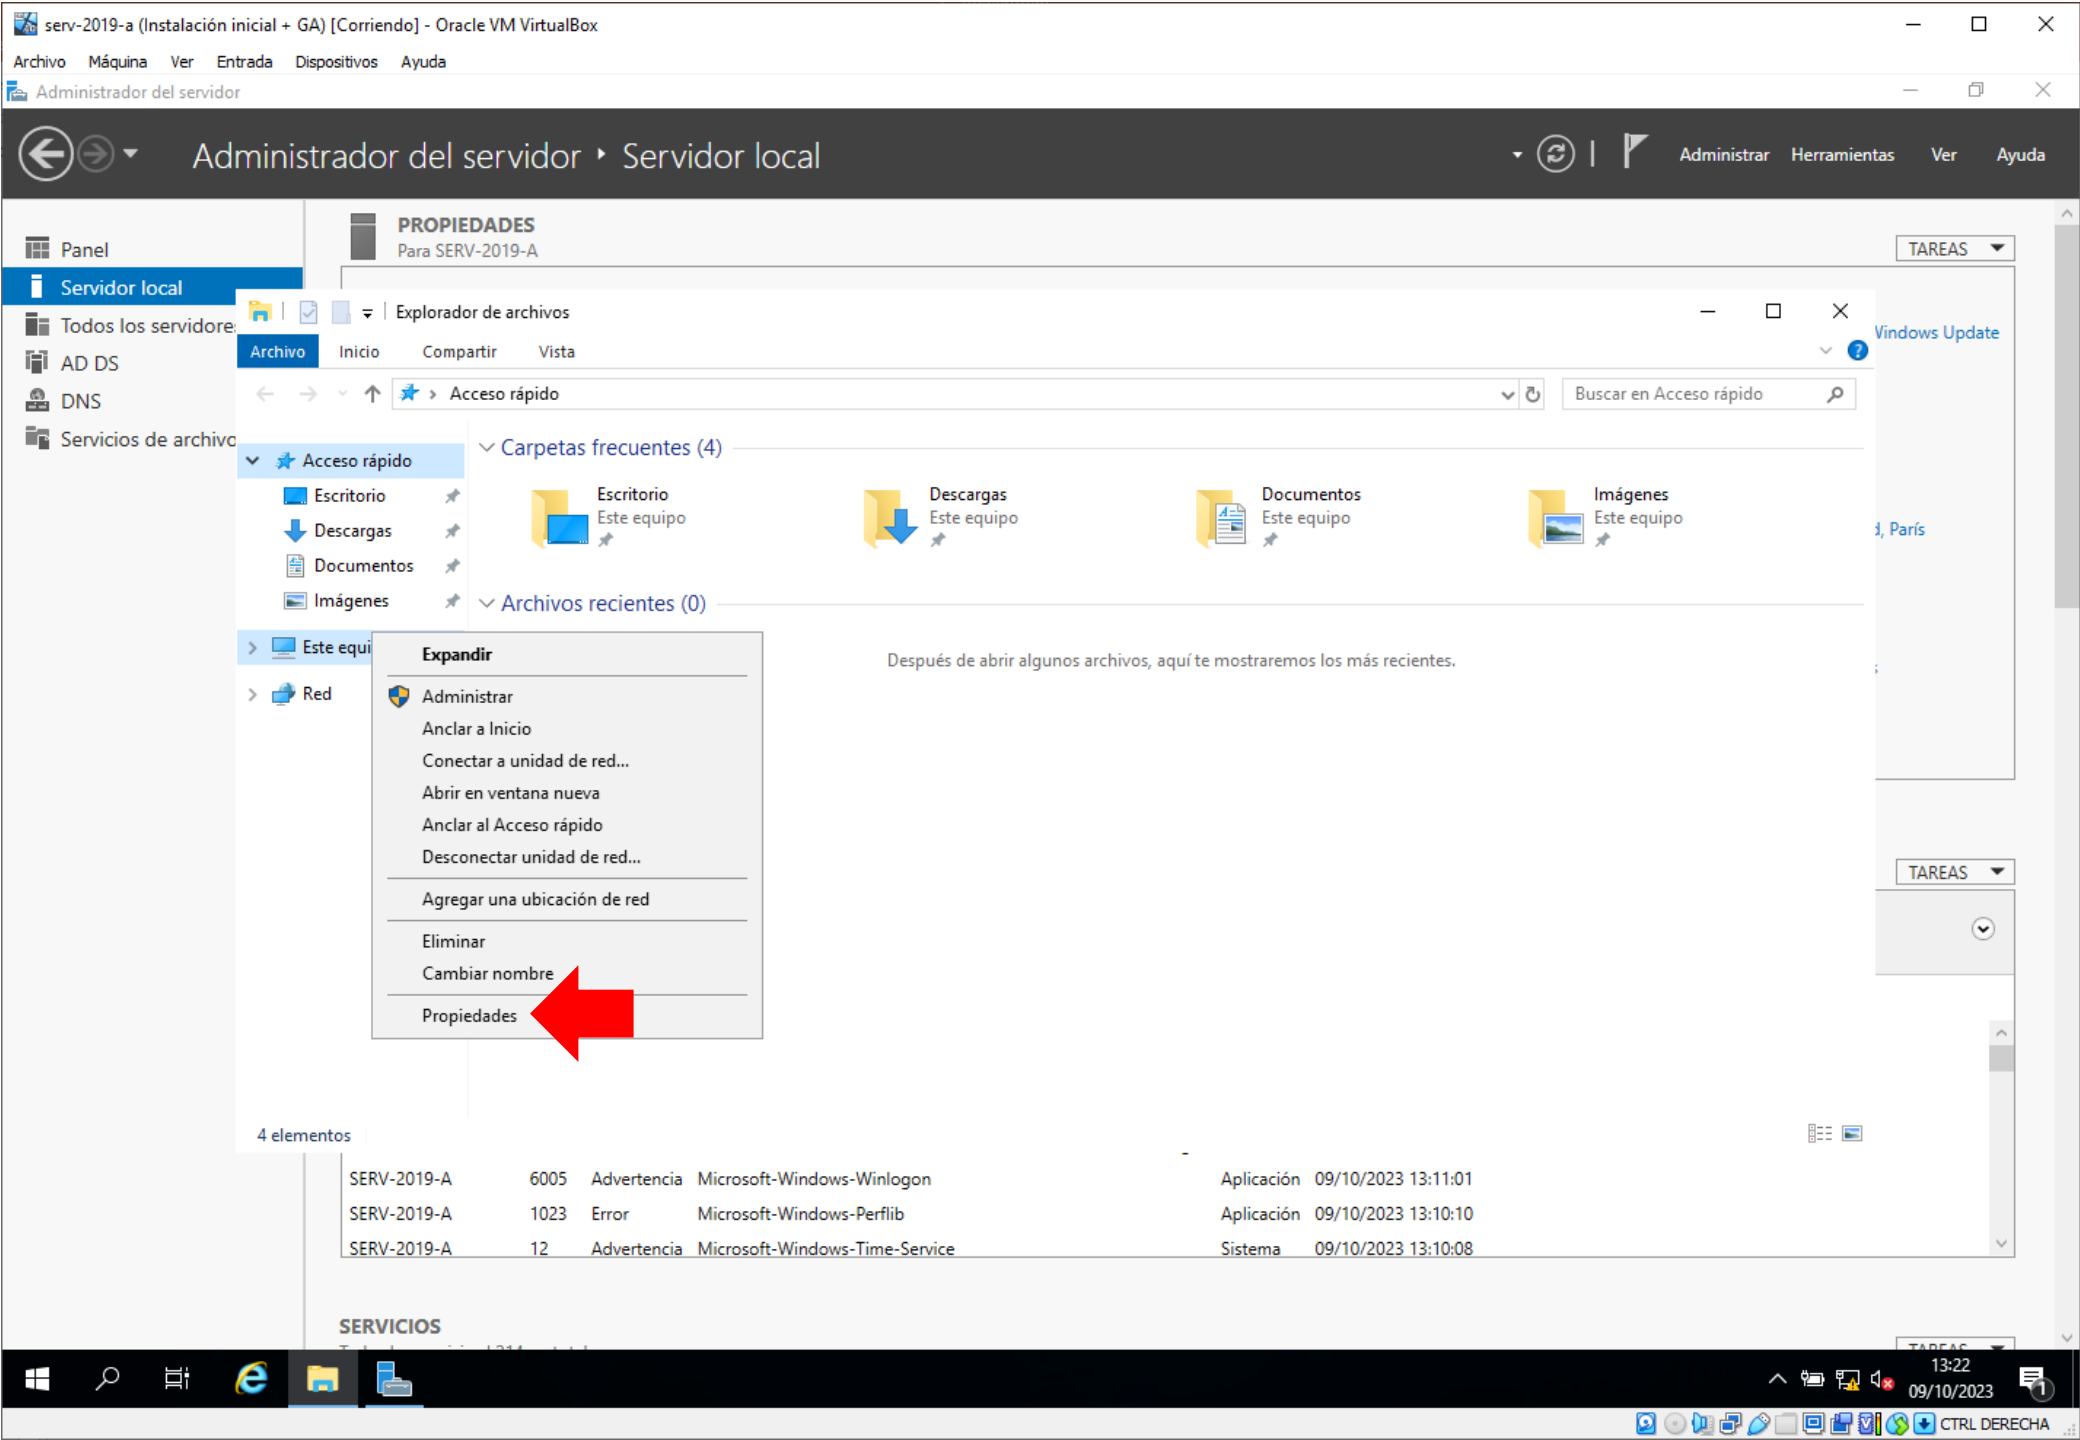 serv-2019-a (Instalación inicial + GA) [Corriendo] - Oracle VM VirtualBox
Archivo Máquina Ver Entrada Dispositivos Ayuda
Administrador del servidor
Administrador del servidor ‣ Servidor local
Administrar Herramientas Ver Ayuda
PROPIEDADES
Para SERV-2019-A
TAREAS
Panel
Servidor local
Todos los servidore
AD DS
DNS
Servicios de archivo
Windows Update
d, París
Explorador de archivos
Archivo Inicio Compartir Vista
Acceso rápido
Buscar en Acceso rápido
Acceso rápido
Escritorio
Descargas
Documentos
Imágenes
Este equi
Red
Carpetas frecuentes (4)
Escritorio
Este equipo
Descargas
Este equipo
Documentos
Este equipo
Imágenes
Este equipo
Archivos recientes (0)
Después de abrir algunos archivos, aquí te mostraremos los más recientes.
Expandir
Administrar
Anclar a Inicio
Conectar a unidad de red...
Abrir en ventana nueva
Anclar al Acceso rápido
Desconectar unidad de red...
Agregar una ubicación de red
Eliminar
Cambiar nombre
Propiedades
4 elementos
TAREAS
SERV-2019-A 6005 Advertencia Microsoft-Windows-Winlogon Aplicación 09/10/2023 13:11:01
SERV-2019-A 1023 Error Microsoft-Windows-Perflib Aplicación 09/10/2023 13:10:10
SERV-2019-A 12 Advertencia Microsoft-Windows-Time-Service Sistema 09/10/2023 13:10:08
SERVICIOS
TAREAS
13:22
09/10/2023
1
CTRL DERECHA